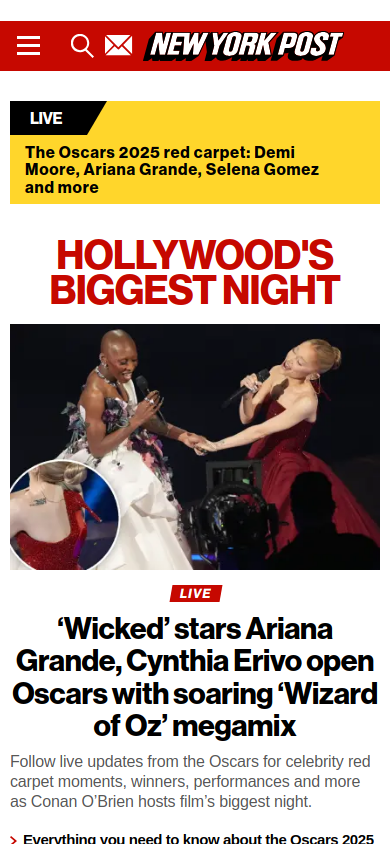 NEW YORK POST
LIVE
The Oscars 2025 red carpet: Demi
Moore, Ariana Grande, Selena Gomez
and more
HOLLYWOOD'S
BIGGEST NIGHT
LIVE
‘Wicked’ stars Ariana
Grande, Cynthia Erivo open
Oscars with soaring ‘Wizard
of Oz’ megamix
Follow live updates from the Oscars for celebrity red
carpet moments, winners, performances and more
as Conan O’Brien hosts film’s biggest night.
Everything you need to know about the Oscars 2025